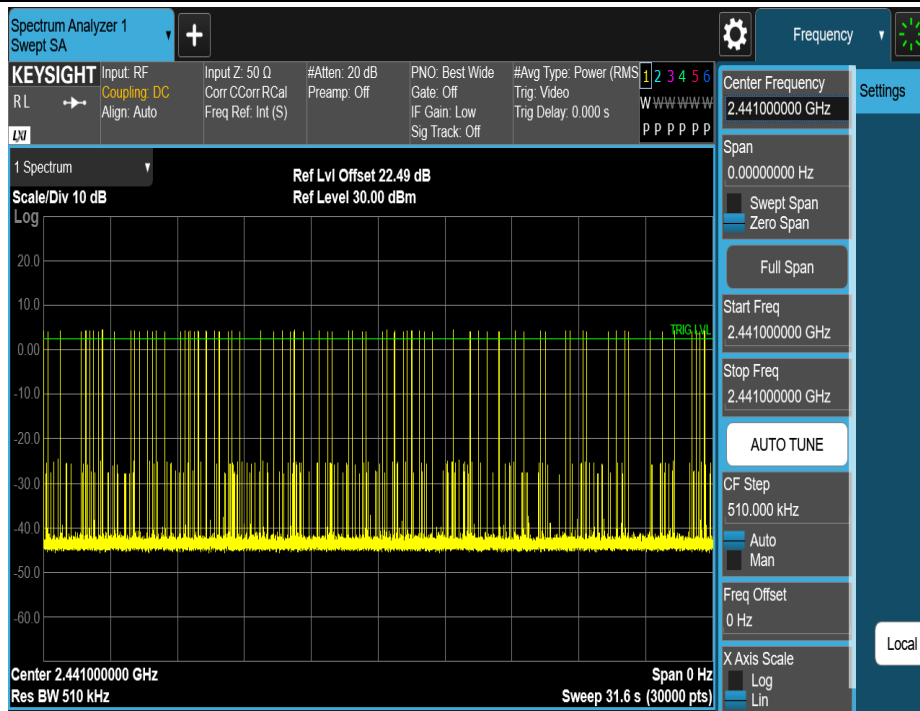 Spectrum Analyzer 1
Swept SA
+
Frequency
KEYSIGHT
RL
LXI
Input: RF
Coupling: DC
Align: Auto
Input Z: 50 Ω
Corr CCorr RCal
Freq Ref: Int (S)
#Atten: 20 dB
Preamp: Off
PNO: Best Wide
Gate: Off
IF Gain: Low
Sig Track: Off
#Avg Type: Power (RMS
Trig: Video
Trig Delay: 0.000 s
1 2 3 4 5 6
W W W W W W
P P P P P P
Center Frequency
2.441000000 GHz
Settings
Span
0.00000000 Hz
Swept Span
Zero Span
Full Span
Start Freq
2.441000000 GHz
Stop Freq
2.441000000 GHz
AUTO TUNE
CF Step
510.000 kHz
Auto
Man
Freq Offset
0 Hz
X Axis Scale
Log
Lin
Local
1 Spectrum
Scale/Div 10 dB
Log
Ref Lvl Offset 22.49 dB
Ref Level 30.00 dBm
TRIG LVL
20.0
10.0
0.00
-10.0
-20.0
-30.0
-40.0
-50.0
-60.0
Center 2.441000000 GHz
Res BW 510 kHz
Span 0 Hz
Sweep 31.6 s (30000 pts)